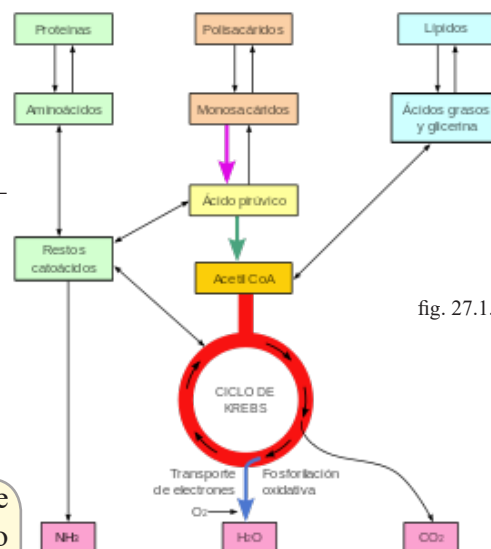 Proteínas
Polisacáridos
Lípidos
Aminoácidos
Monosacáridos
Ácidos grasos
y glicerina
Ácido pirúvico
Restos
catoácidos
Acetil CoA
fig. 27.1.
CICLO DE
KREBS
Transporte
de electrones
Fosforilación
oxidativa
O2
e
o
NH3
H2O
CO2